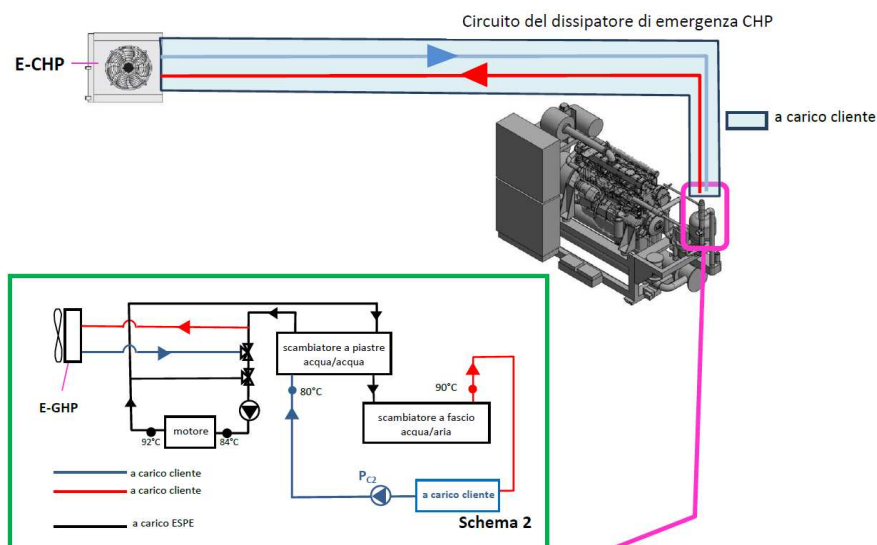 Circuito del dissipatore di emergenza CHP
E-CHP
a carico cliente
scambiatore a piastre
acqua/acqua
E-GHP
80°C
90°C
scambiatore a fascio
acqua/aria
motore
92°C
84°C
a carico cliente
a carico cliente
a carico ESPE
PC2
a carico cliente
Schema 2